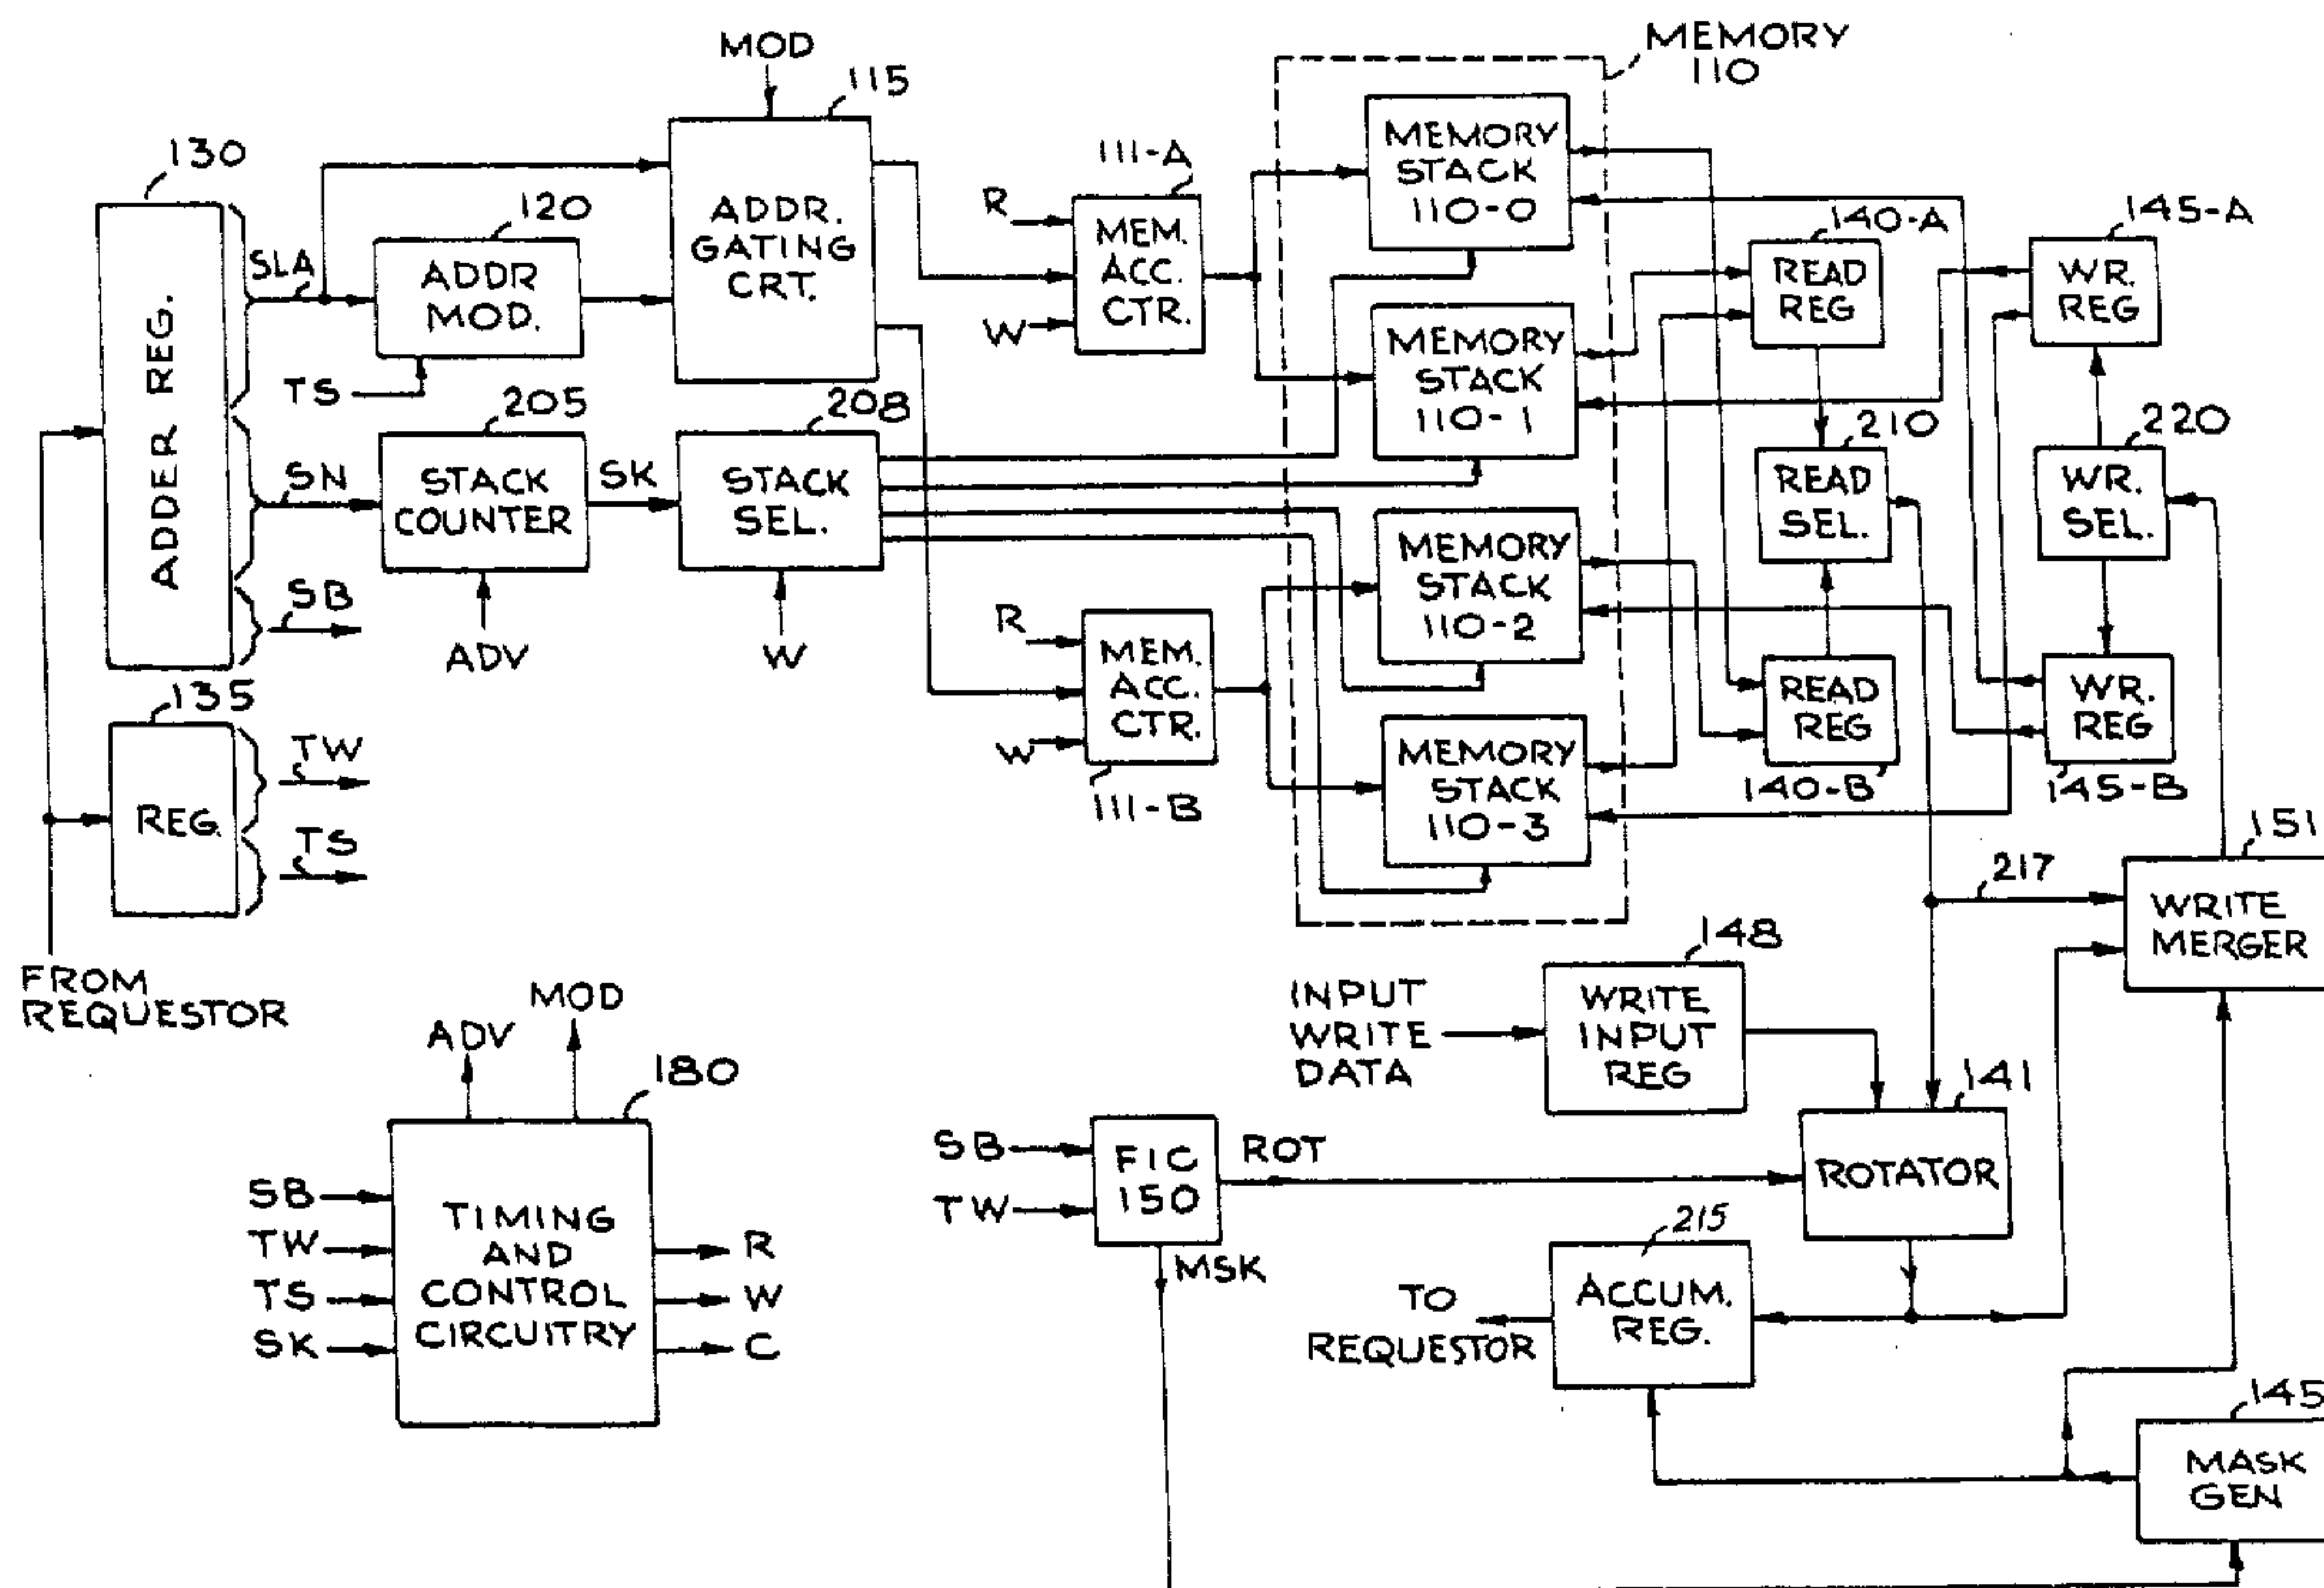 MOD
115
MEMORY
110
130
120
ADDER REG.
SLA
ADDR
MOD.
TS
ADDR.
GATING
CRT.
111-A
R
MEM.
ACC.
CTR.
W
MEMORY
STACK
110-0
MEMORY
STACK
110-1
MEMORY
STACK
110-2
MEMORY
STACK
110-3
140-A
READ
REG
145-A
WR.
REG
210
READ
SEL.
220
WR.
SEL.
READ
REG
140-B
WR.
REG
145-B
205
SN
STACK
COUNTER
SK
208
STACK
SEL.
ADV
W
SB
R
MEM.
ACC.
CTR.
W
111-B
135
REG.
TW
TS
FROM
REQUESTOR
217
151
WRITE
MERGER
148
INPUT
WRITE
DATA
WRITE
INPUT
REG
141
ROTATOR
ADV
MOD
180
SB
TW
TS
SK
TIMING
AND
CONTROL
CIRCUITRY
R
W
C
SB
TW
FIC
150
ROT
MSK
215
ACCUM.
REG.
TO
REQUESTOR
145
MASK
GEN